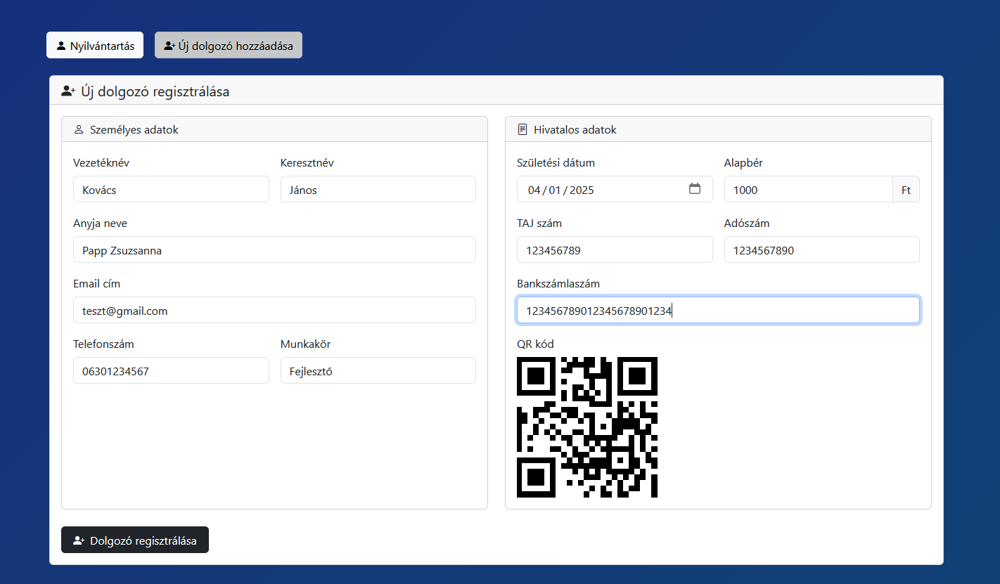 Nyilvántartás
Új dolgozó hozzáadása
Új dolgozó regisztrálása
Személyes adatok
Vezetéknév
Keresztnév
Kovács
János
Anyja neve
Papp Zsuzsanna
Email cím
teszt@gmail.com
Telefonszám
Munkakör
06301234567
Fejlesztő
Hivatalos adatok
Születési dátum
Alapbér
04/01/2025
1000
Ft
TAJ szám
Adószám
123456789
1234567890
Bankszámlaszám
123456789012345678901234
QR kód
Dolgozó regisztrálása